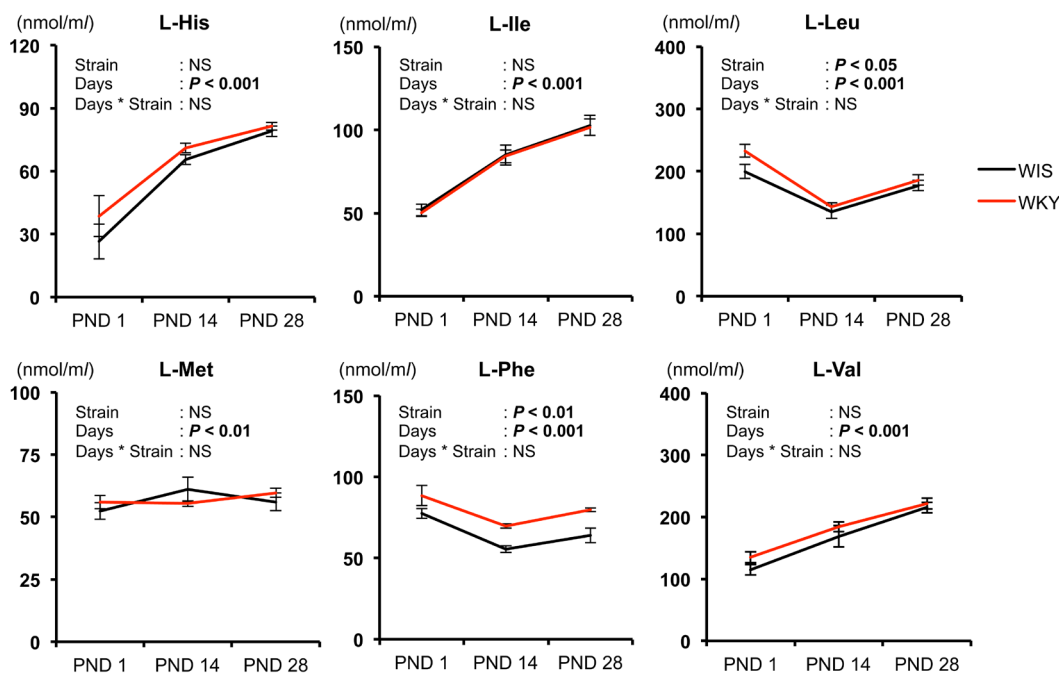 (nmol/ml) L-His
120
90
60
30
0
Strain : NS
Days : P < 0.001
Days * Strain : NS
PND 1 PND 14 PND 28
(nmol/ml) L-Ile
150
100
50
0
Strain : NS
Days : P < 0.001
Days * Strain : NS
PND 1 PND 14 PND 28
(nmol/ml) L-Leu
400
300
200
100
0
Strain : P < 0.05
Days : P < 0.001
Days * Strain : NS
PND 1 PND 14 PND 28
WIS
WKY
(nmol/ml) L-Met
100
75
50
25
0
Strain : NS
Days : P < 0.01
Days * Strain : NS
PND 1 PND 14 PND 28
(nmol/ml) L-Phe
150
100
50
0
Strain : P < 0.01
Days : P < 0.001
Days * Strain : NS
PND 1 PND 14 PND 28
(nmol/ml) L-Val
400
300
200
100
0
Strain : NS
Days : P < 0.001
Days * Strain : NS
PND 1 PND 14 PND 28